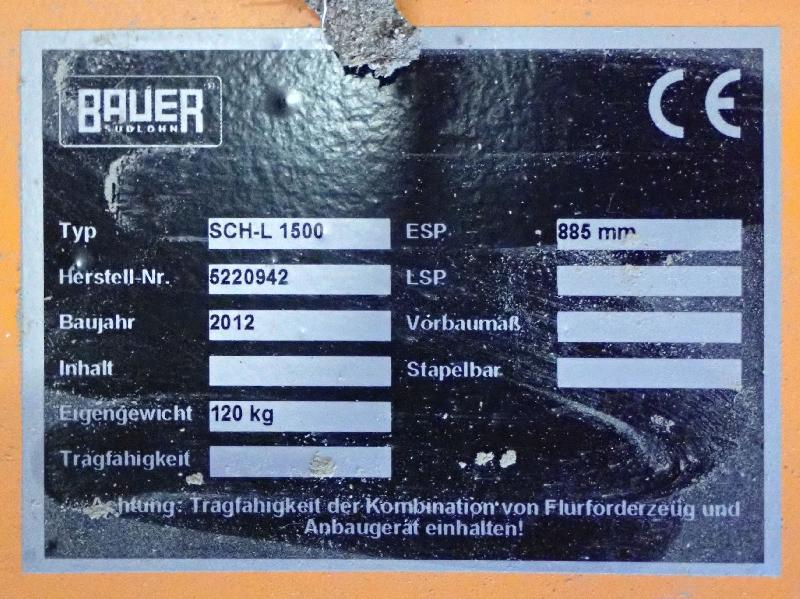 BAUER
SÜDLOHN
CE
Typ SCH-L 1500 ESP 885 mm
Herstell-Nr. 5220942 LSP
Baujahr 2012 Vorbaumaß
Inhalt Stapelbar
Eigengewicht 120 kg
Tragfähigkeit
Achtung: Tragfähigkeit der Kombination von Flurförderzeug und
Anbaugerät einhalten!